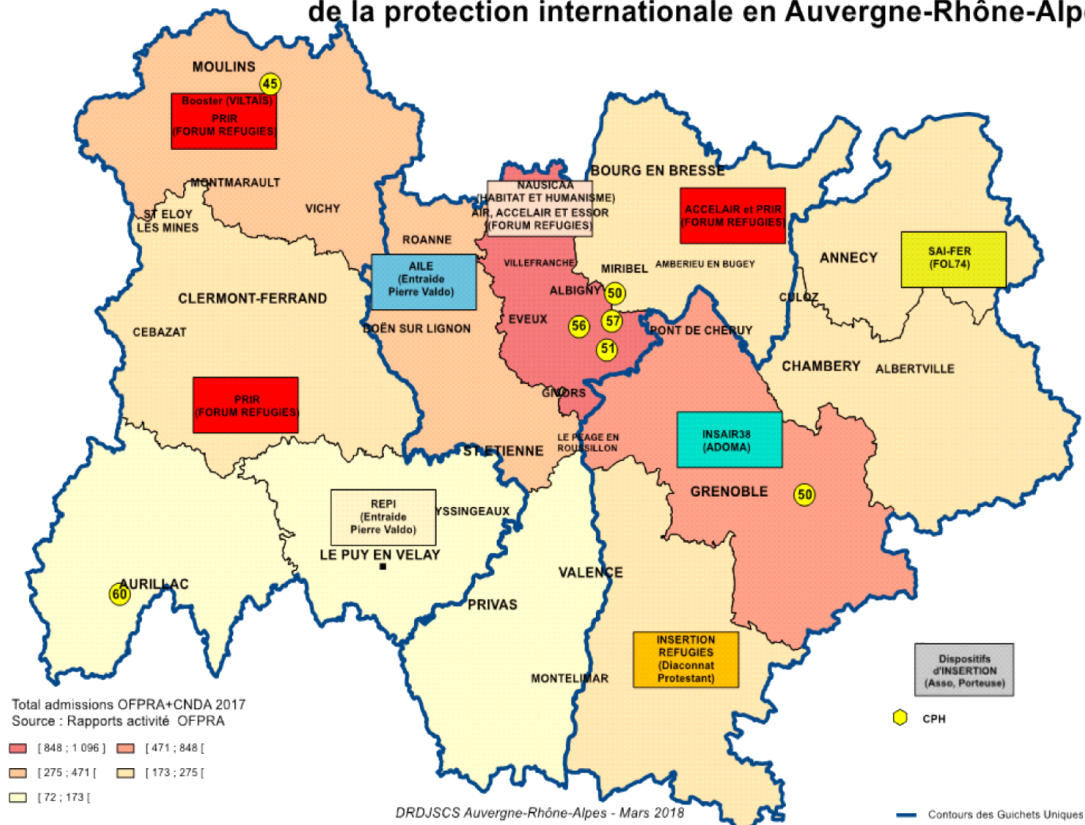 de la protection internationale en Auvergne-Rhône-Alpe
MOULINS
45
Booster (VILTAÏS)
PRIR
(FORUM REFUGIES)
MONTMARAULT
ST ELOY
LES MINES
VICHY
BOURG EN BRESSE
NAUSICAA
(HABITAT ET HUMANISME)
AIR, ACCELAIR ET ESSOR
(FORUM REFUGIES)
ACCELAIR et PRIR
(FORUM REFUGIES)
ROANNE
SAI-FER
(FOL74)
ANNECY
AILE
(Entraide
Pierre Valdo)
VILLEFRANCHE
MIRIBEL
AMBERIEU EN BUGEY
CLERMONT-FERRAND
ALBIGNY
50
CULOZ
CEBAZAT
BOËN SUR LIGNON
EVEUX
56
57
PONT DE CHERUY
51
CHAMBERY
ALBERTVILLE
PRIR
(FORUM REFUGIES)
GIVORS
ST ETIENNE
LE PEAGE EN
ROUSSILLON
INSAIR38
(ADOMA)
GRENOBLE
50
REPI
(Entraide
Pierre Valdo)
YSSINGEAUX
LE PUY EN VELAY
AURILLAC
60
VALENCE
PRIVAS
INSERTION
REFUGIES
(Diaconnat
Protestant)
MONTELIMAR
Dispositifs
d'INSERTION
(Asso, Porteuse)
CPH
Total admissions OFPRA+CNDA 2017
Source : Rapports activité OFPRA
[ 848 ; 1 096 ] [ 471 ; 848 [
[ 275 ; 471 [ [ 173 ; 275 [
[ 72 ; 173 [
DRDJSCS Auvergne-Rhône-Alpes - Mars 2018
Contours des Guichets Uniques